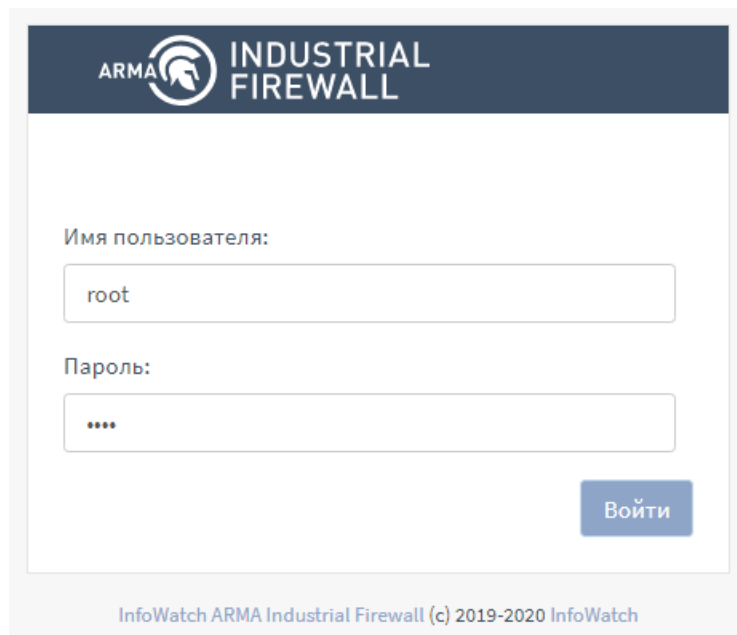 ARMA INDUSTRIAL
FIREWALL
Имя пользователя:
root
Пароль:
••••
Войти
InfoWatch ARMA Industrial Firewall (c) 2019-2020 InfoWatch